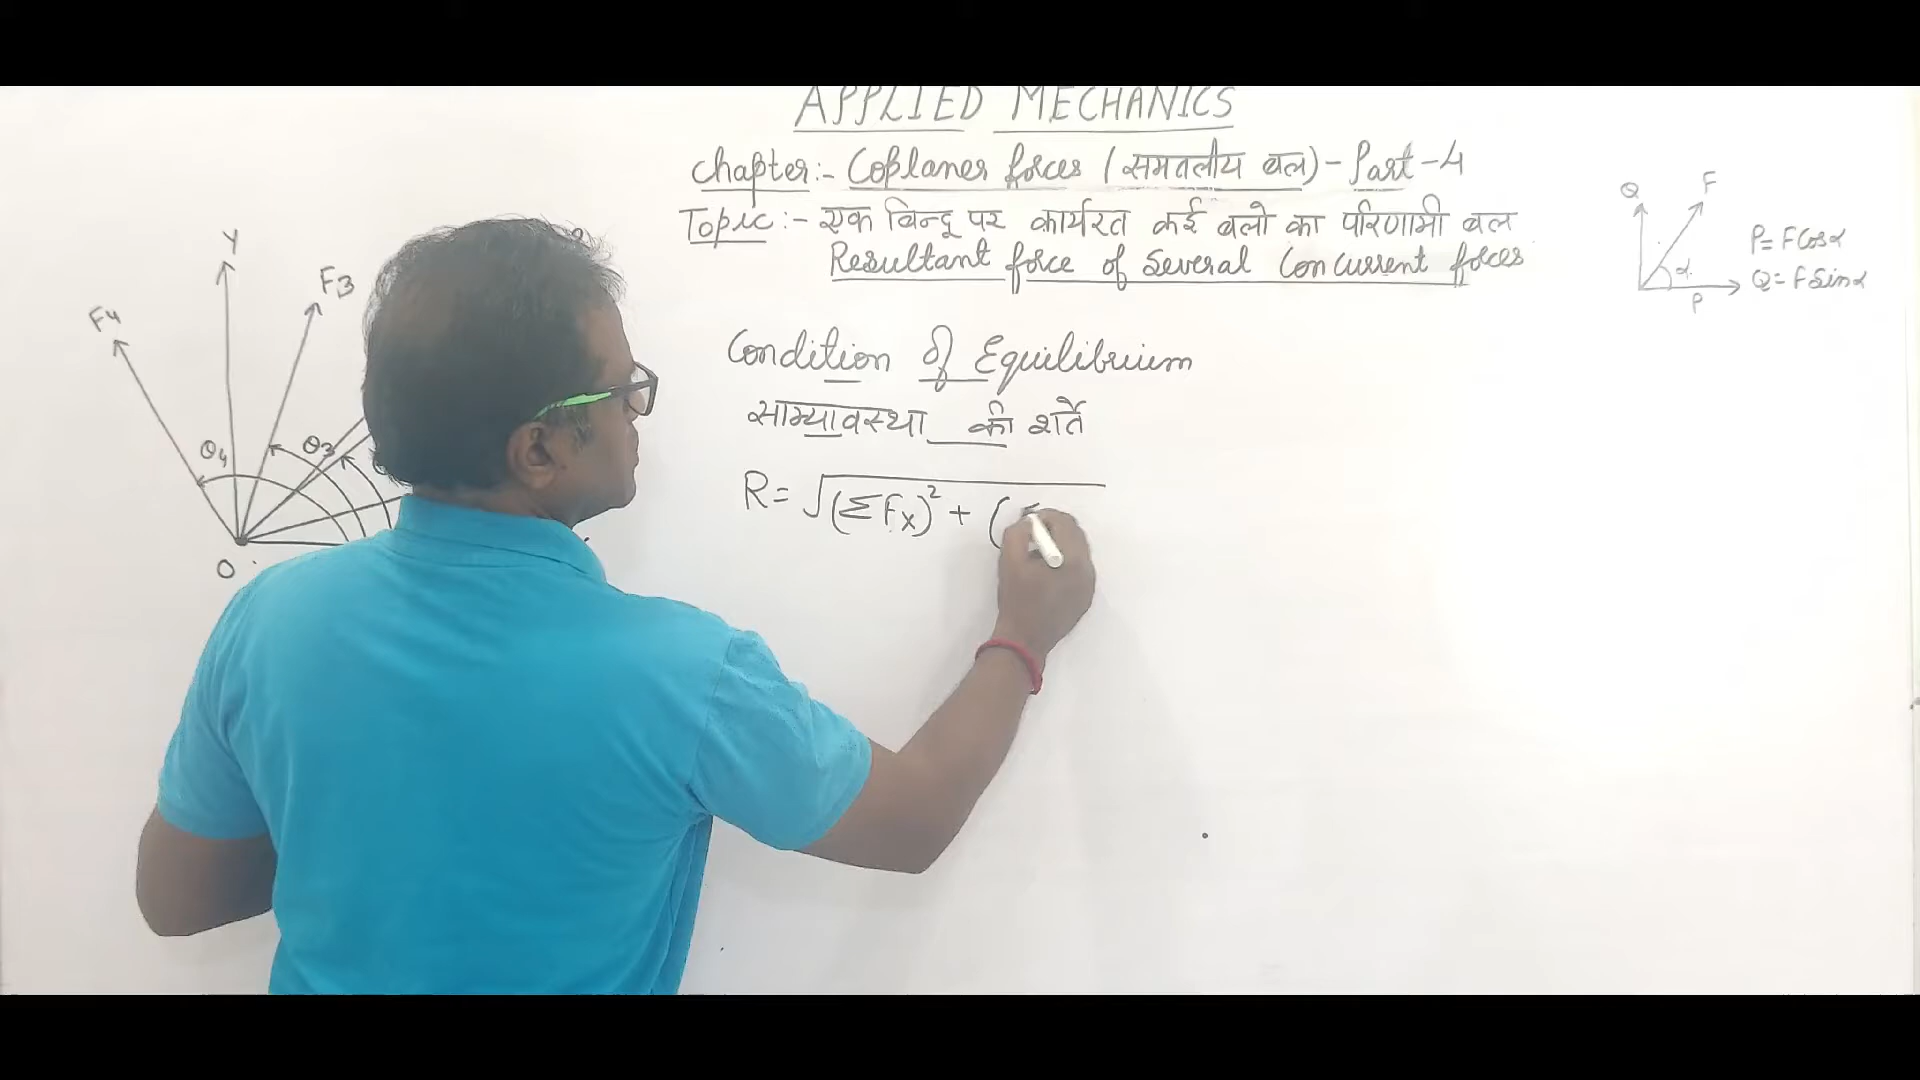 APPLIED MECHANICS
Chapter:- Coplaner forces (समतलीय बल) - Part - 4
Topic:- एक बिन्दू पर कार्यरत कई बलो का परिणामी बल
Resultant force of Several Concurrent forces
Condition of Equilibrium
साम्यावस्था की शर्ते
R= √(ΣFx)² + (
Y
F3
F4
θ4
θ3
O
Q
F
α
P
P= FCosα
Q= FSinα